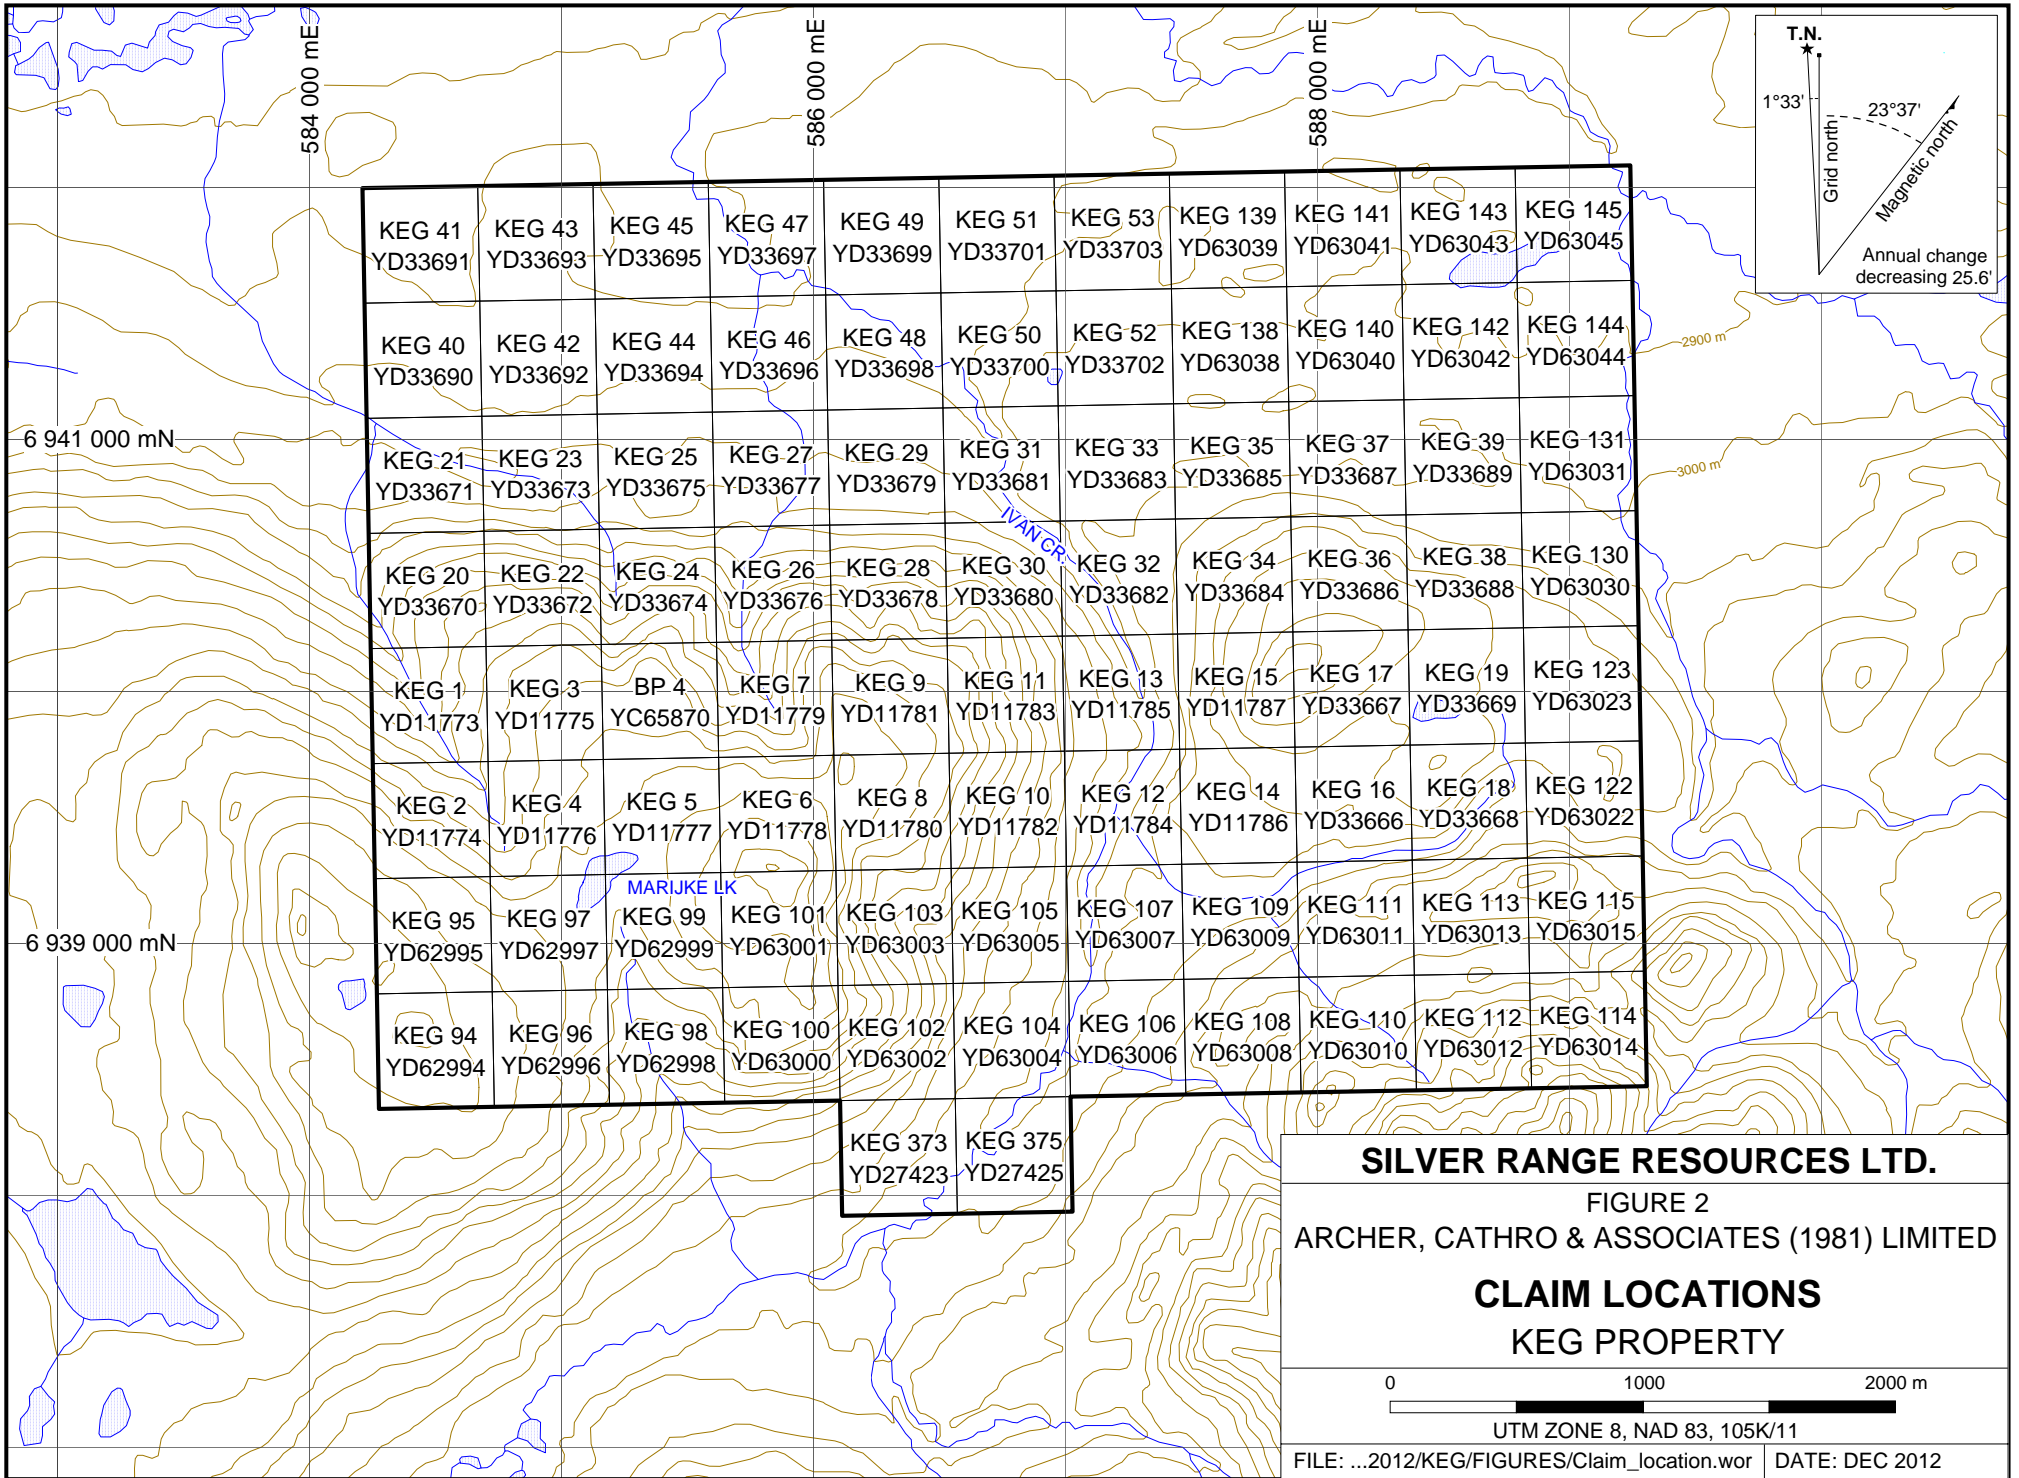 584 000 mE
586 000 mE
588 000 mE
T.N.
1°33'
23°37'
Grid north
Magnetic north
Annual change
decreasing 25.6'
KEG 41
YD33691
KEG 43
YD33693
KEG 45
YD33695
KEG 47
YD33697
KEG 49
YD33699
KEG 51
YD33701
KEG 53
YD33703
KEG 139
YD63039
KEG 141
YD63041
KEG 143
YD63043
KEG 145
YD63045
KEG 40
YD33690
KEG 42
YD33692
KEG 44
YD33694
KEG 46
YD33696
KEG 48
YD33698
KEG 50
YD33700
KEG 52
YD33702
KEG 138
YD63038
KEG 140
YD63040
KEG 142
YD63042
KEG 144
YD63044
2900 m
6 941 000 mN
KEG 21
YD33671
KEG 23
YD33673
KEG 25
YD33675
KEG 27
YD33677
KEG 29
YD33679
KEG 31
YD33681
KEG 33
YD33683
KEG 35
YD33685
KEG 37
YD33687
KEG 39
YD33689
KEG 131
YD63031
3000 m
IVAN CR.
KEG 20
YD33670
KEG 22
YD33672
KEG 24
YD33674
KEG 26
YD33676
KEG 28
YD33678
KEG 30
YD33680
KEG 32
YD33682
KEG 34
YD33684
KEG 36
YD33686
KEG 38
YD33688
KEG 130
YD63030
KEG 1
YD11773
KEG 3
YD11775
BP 4
YC65870
KEG 7
YD11779
KEG 9
YD11781
KEG 11
YD11783
KEG 13
YD11785
KEG 15
YD11787
KEG 17
YD33667
KEG 19
YD33669
KEG 123
YD63023
KEG 2
YD11774
KEG 4
YD11776
KEG 5
YD11777
KEG 6
YD11778
KEG 8
YD11780
KEG 10
YD11782
KEG 12
YD11784
KEG 14
YD11786
KEG 16
YD33666
KEG 18
YD33668
KEG 122
YD63022
MARIJKE LK
6 939 000 mN
KEG 95
YD62995
KEG 97
YD62997
KEG 99
YD62999
KEG 101
YD63001
KEG 103
YD63003
KEG 105
YD63005
KEG 107
YD63007
KEG 109
YD63009
KEG 111
YD63011
KEG 113
YD63013
KEG 115
YD63015
KEG 94
YD62994
KEG 96
YD62996
KEG 98
YD62998
KEG 100
YD63000
KEG 102
YD63002
KEG 104
YD63004
KEG 106
YD63006
KEG 108
YD63008
KEG 110
YD63010
KEG 112
YD63012
KEG 114
YD63014
KEG 373
YD27423
KEG 375
YD27425
SILVER RANGE RESOURCES LTD.
FIGURE 2
ARCHER, CATHRO & ASSOCIATES (1981) LIMITED
CLAIM LOCATIONS
KEG PROPERTY
0 1000 2000 m
UTM ZONE 8, NAD 83, 105K/11
FILE: ...2012/KEG/FIGURES/Claim_location.wor DATE: DEC 2012